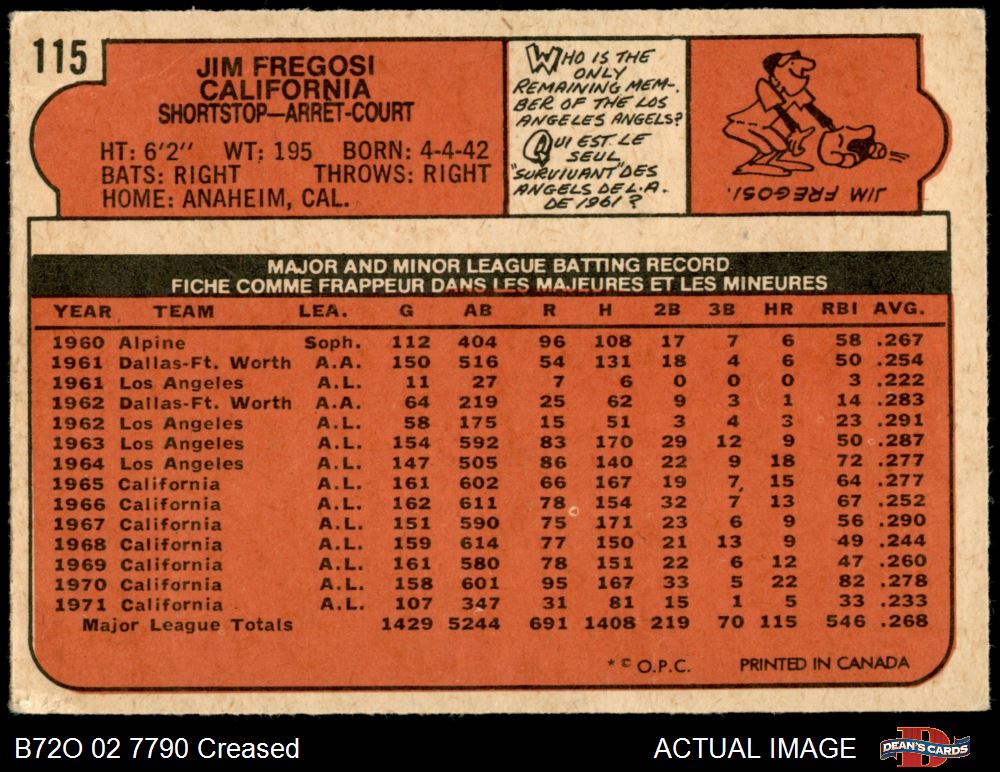 115
JIM FREGOSI
CALIFORNIA
SHORTSTOP—ARRÊT-COURT
HT: 6'2'' WT: 195 BORN: 4-4-42
BATS: RIGHT THROWS: RIGHT
HOME: ANAHEIM, CAL.
WHO IS THE
ONLY
REMAINING MEM-
BER OF THE LOS
ANGELES ANGELS?
QUI EST LE
SEUL
"SURVIVANT" DES
ANGELS DE L.A.
DE 1961?
JIM FREGOSI.
MAJOR AND MINOR LEAGUE BATTING RECORD
FICHE COMME FRAPPEUR DANS LES MAJEURES ET LES MINEURES
YEAR TEAM LEA. G AB R H 2B 3B HR RBI AVG.
1960 Alpine Soph. 112 404 96 108 17 7 6 58 .267
1961 Dallas-Ft. Worth A.A. 150 516 54 131 18 4 6 50 .254
1961 Los Angeles A.L. 11 27 7 6 0 0 0 3 .222
1962 Dallas-Ft. Worth A.A. 64 219 25 62 9 3 1 14 .283
1962 Los Angeles A.L. 58 175 15 51 3 4 3 23 .291
1963 Los Angeles A.L. 154 592 83 170 29 12 9 50 .287
1964 Los Angeles A.L. 147 505 86 140 22 9 18 72 .277
1965 California A.L. 161 602 66 167 19 7 15 64 .277
1966 California A.L. 162 611 78 154 32 7 13 67 .252
1967 California A.L. 151 590 75 171 23 6 9 56 .290
1968 California A.L. 159 614 77 150 21 13 9 49 .244
1969 California A.L. 161 580 78 151 22 6 12 47 .260
1970 California A.L. 158 601 95 167 33 5 22 82 .278
1971 California A.L. 107 347 31 81 15 1 5 33 .233
Major League Totals 1429 5244 691 1408 219 70 115 546 .268
* © O.P.C. PRINTED IN CANADA
B72O 02 7790 Creased ACTUAL IMAGE DEAN'S CARDS